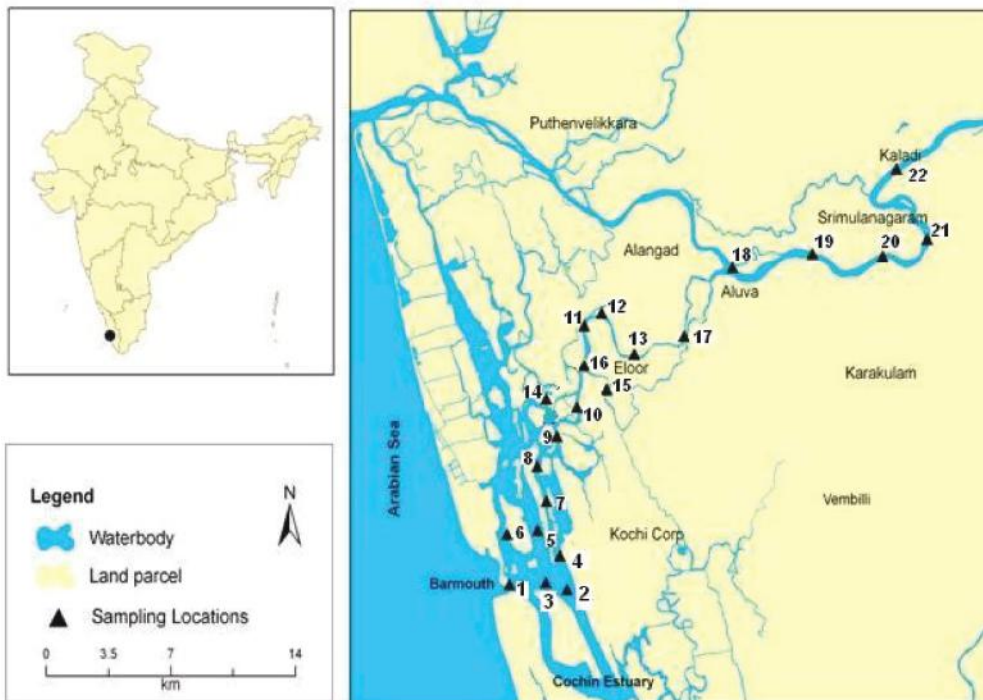 Legend
N
Waterbody
Land parcel
Sampling Locations
0 3.5 7 14
km
Puthenvelikkara
Kaladi
22
Srimulanagaram
21
Alangad
18
19
20
Aluva
12
11
13
17
16
Eloor
15
Karakulam
14
10
9
8
Vembilli
7
Arabian Sea
6
5
Kochi Corp
4
Barmouth
1
3
2
Cochin Estuary